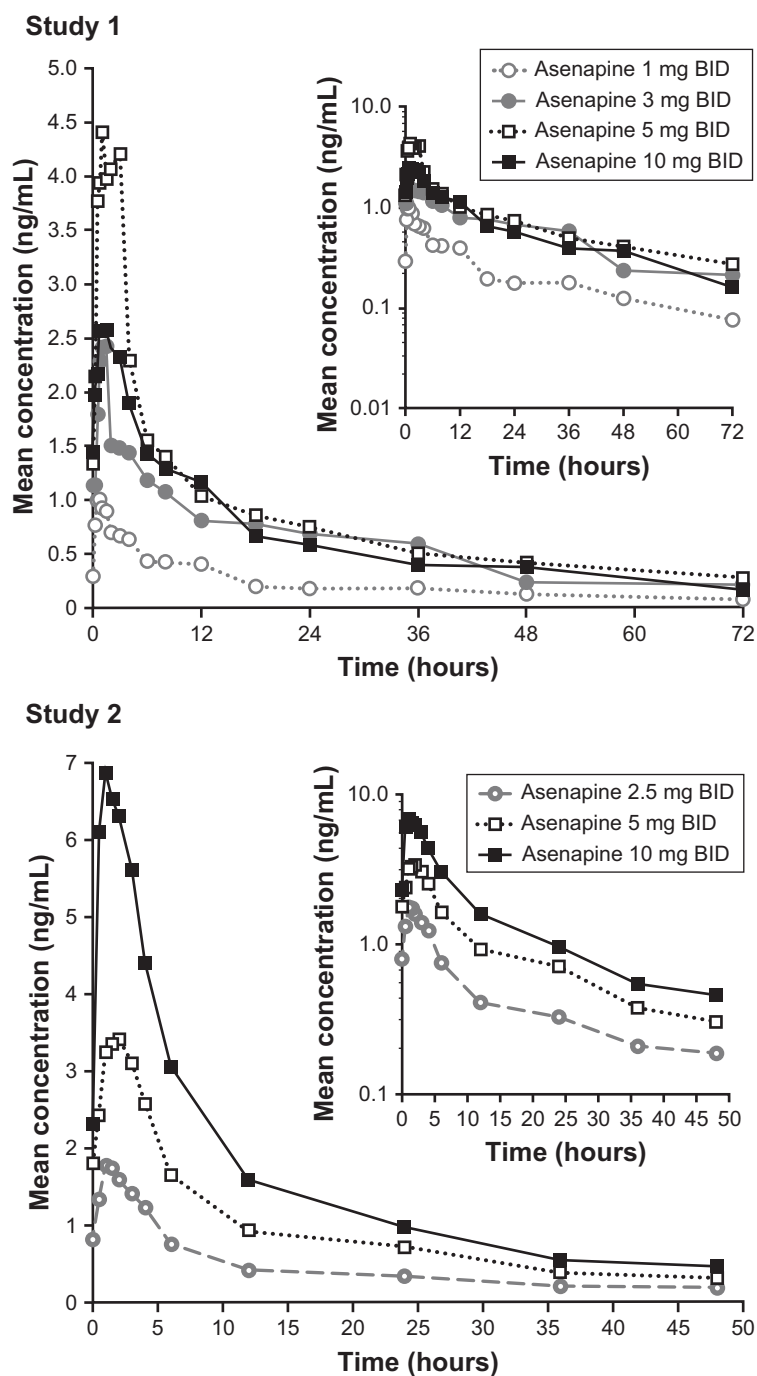 Study 1
Mean concentration (ng/mL)
5.0
4.5
4.0
3.5
3.0
2.5
2.0
1.5
1.0
0.5
0
0 12 24 36 48 60 72
Time (hours)
Asenapine 1 mg BID
Asenapine 3 mg BID
Asenapine 5 mg BID
Asenapine 10 mg BID
Mean concentration (ng/mL)
10.0
1.0
0.1
0.01
0 12 24 36 48 60 72
Time (hours)
Study 2
Mean concentration (ng/mL)
7
6
5
4
3
2
1
0
0 5 10 15 20 25 30 35 40 45 50
Time (hours)
Asenapine 2.5 mg BID
Asenapine 5 mg BID
Asenapine 10 mg BID
Mean concentration (ng/mL)
10.0
1.0
0.1
0 5 10 15 20 25 30 35 40 45 50
Time (hours)